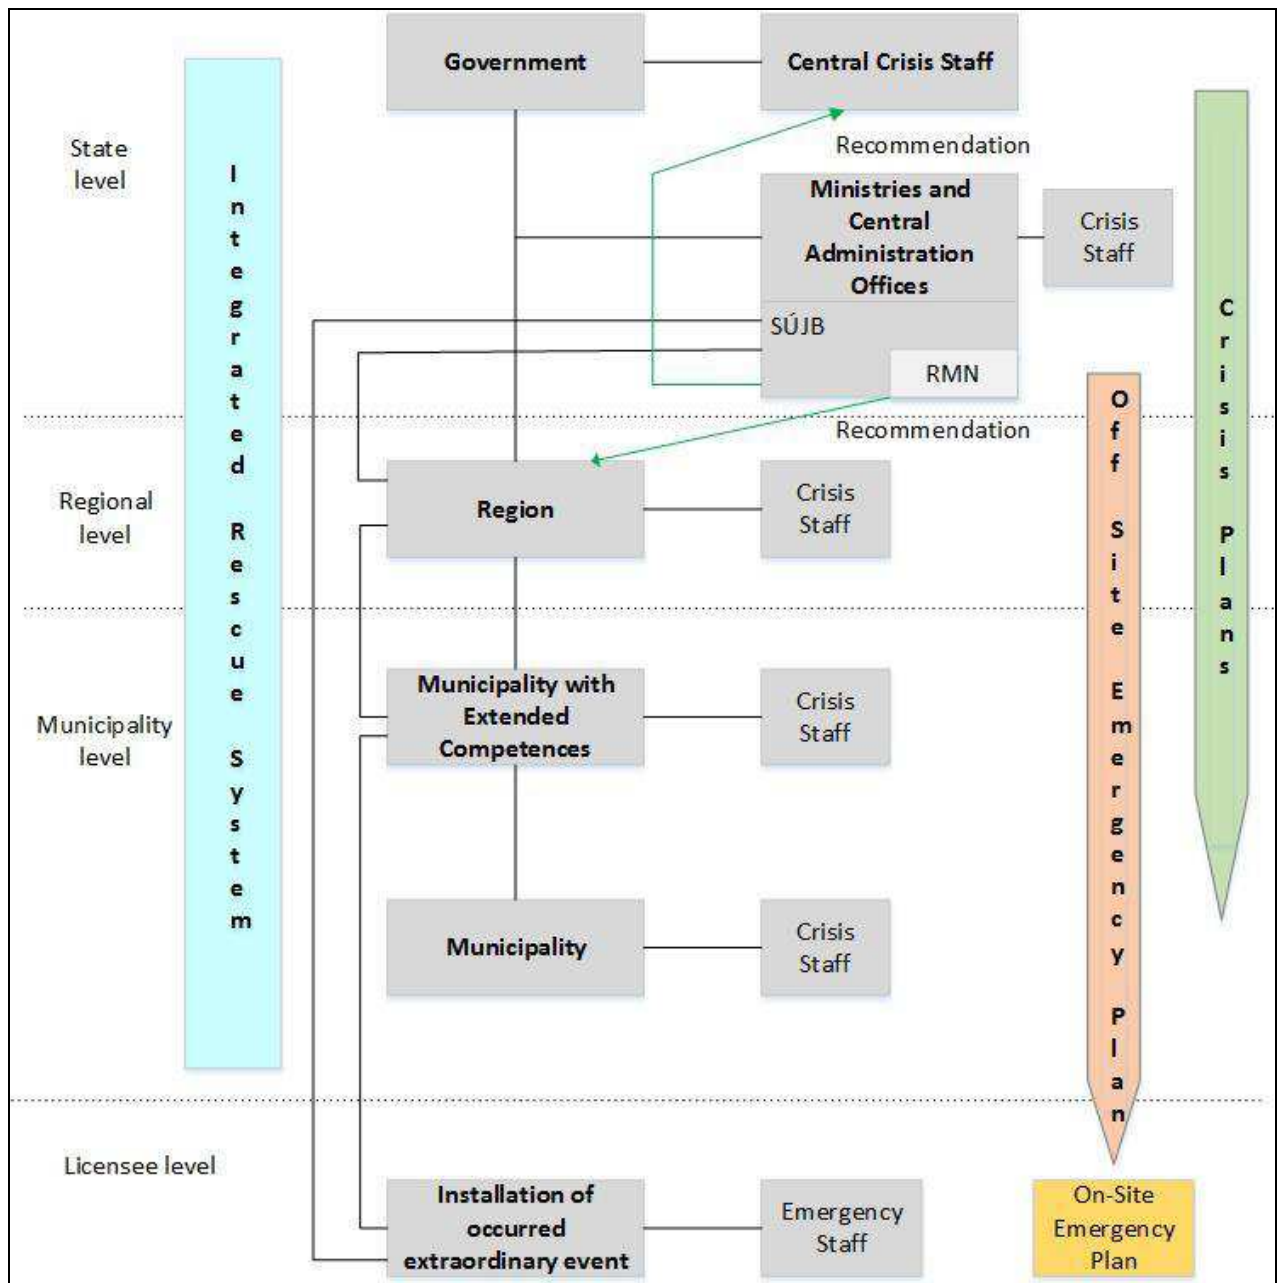 Government
Central Crisis Staff
State
level
Recommendation
Ministries and
Central
Administration
Offices
Crisis
Staff
SÚJB
RMN
Recommendation
Regional
level
Region
Crisis
Staff
Municipality
level
Municipality with
Extended
Competences
Crisis
Staff
Municipality
Crisis
Staff
Licensee level
Installation of
occurred
extraordinary event
Emergency
Staff
On-Site
Emergency
Plan
Integrated Rescue System
Off Site Emergency Plan
Crisis Plans